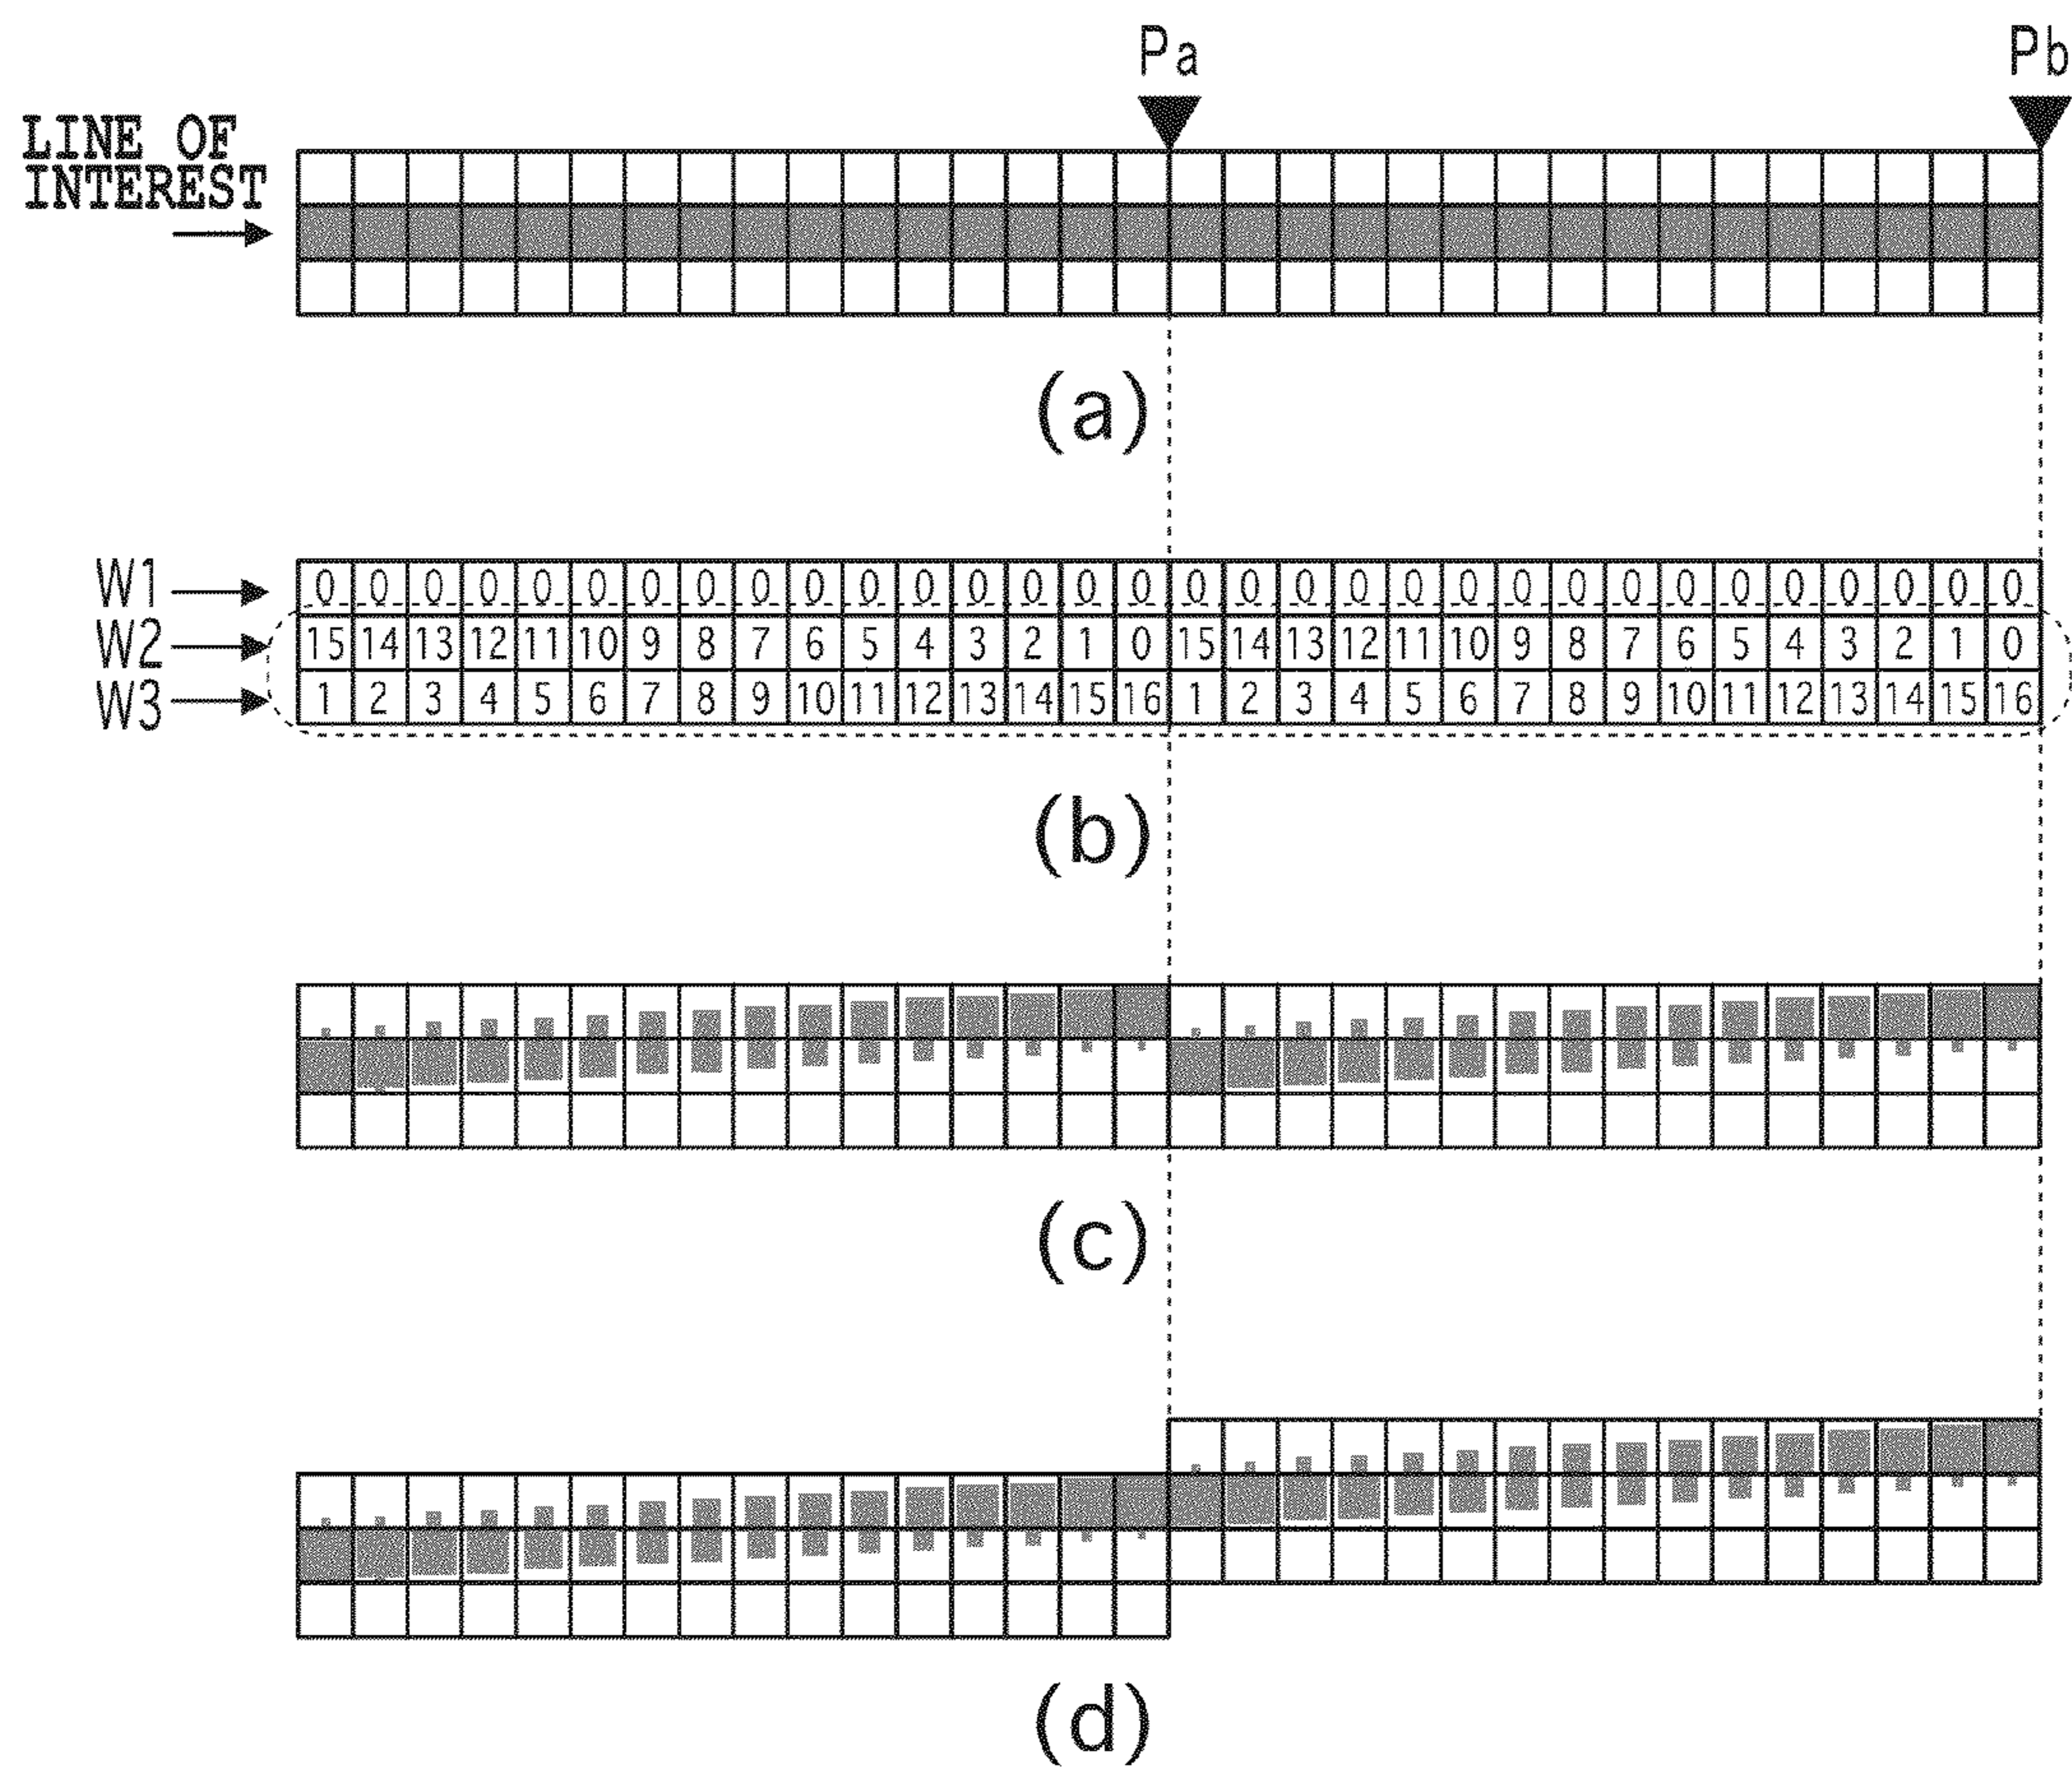 Pa Pb
LINE OF
INTEREST
(a)
W1 0 0 0 0 0 0 0 0 0 0 0 0 0 0 0 0 0 0 0 0 0 0 0 0 0 0 0 0 0 0 0 0
W2 15 14 13 12 11 10 9 8 7 6 5 4 3 2 1 0 15 14 13 12 11 10 9 8 7 6 5 4 3 2 1 0
W3 1 2 3 4 5 6 7 8 9 10 11 12 13 14 15 16 1 2 3 4 5 6 7 8 9 10 11 12 13 14 15 16
(b)
(c)
(d)